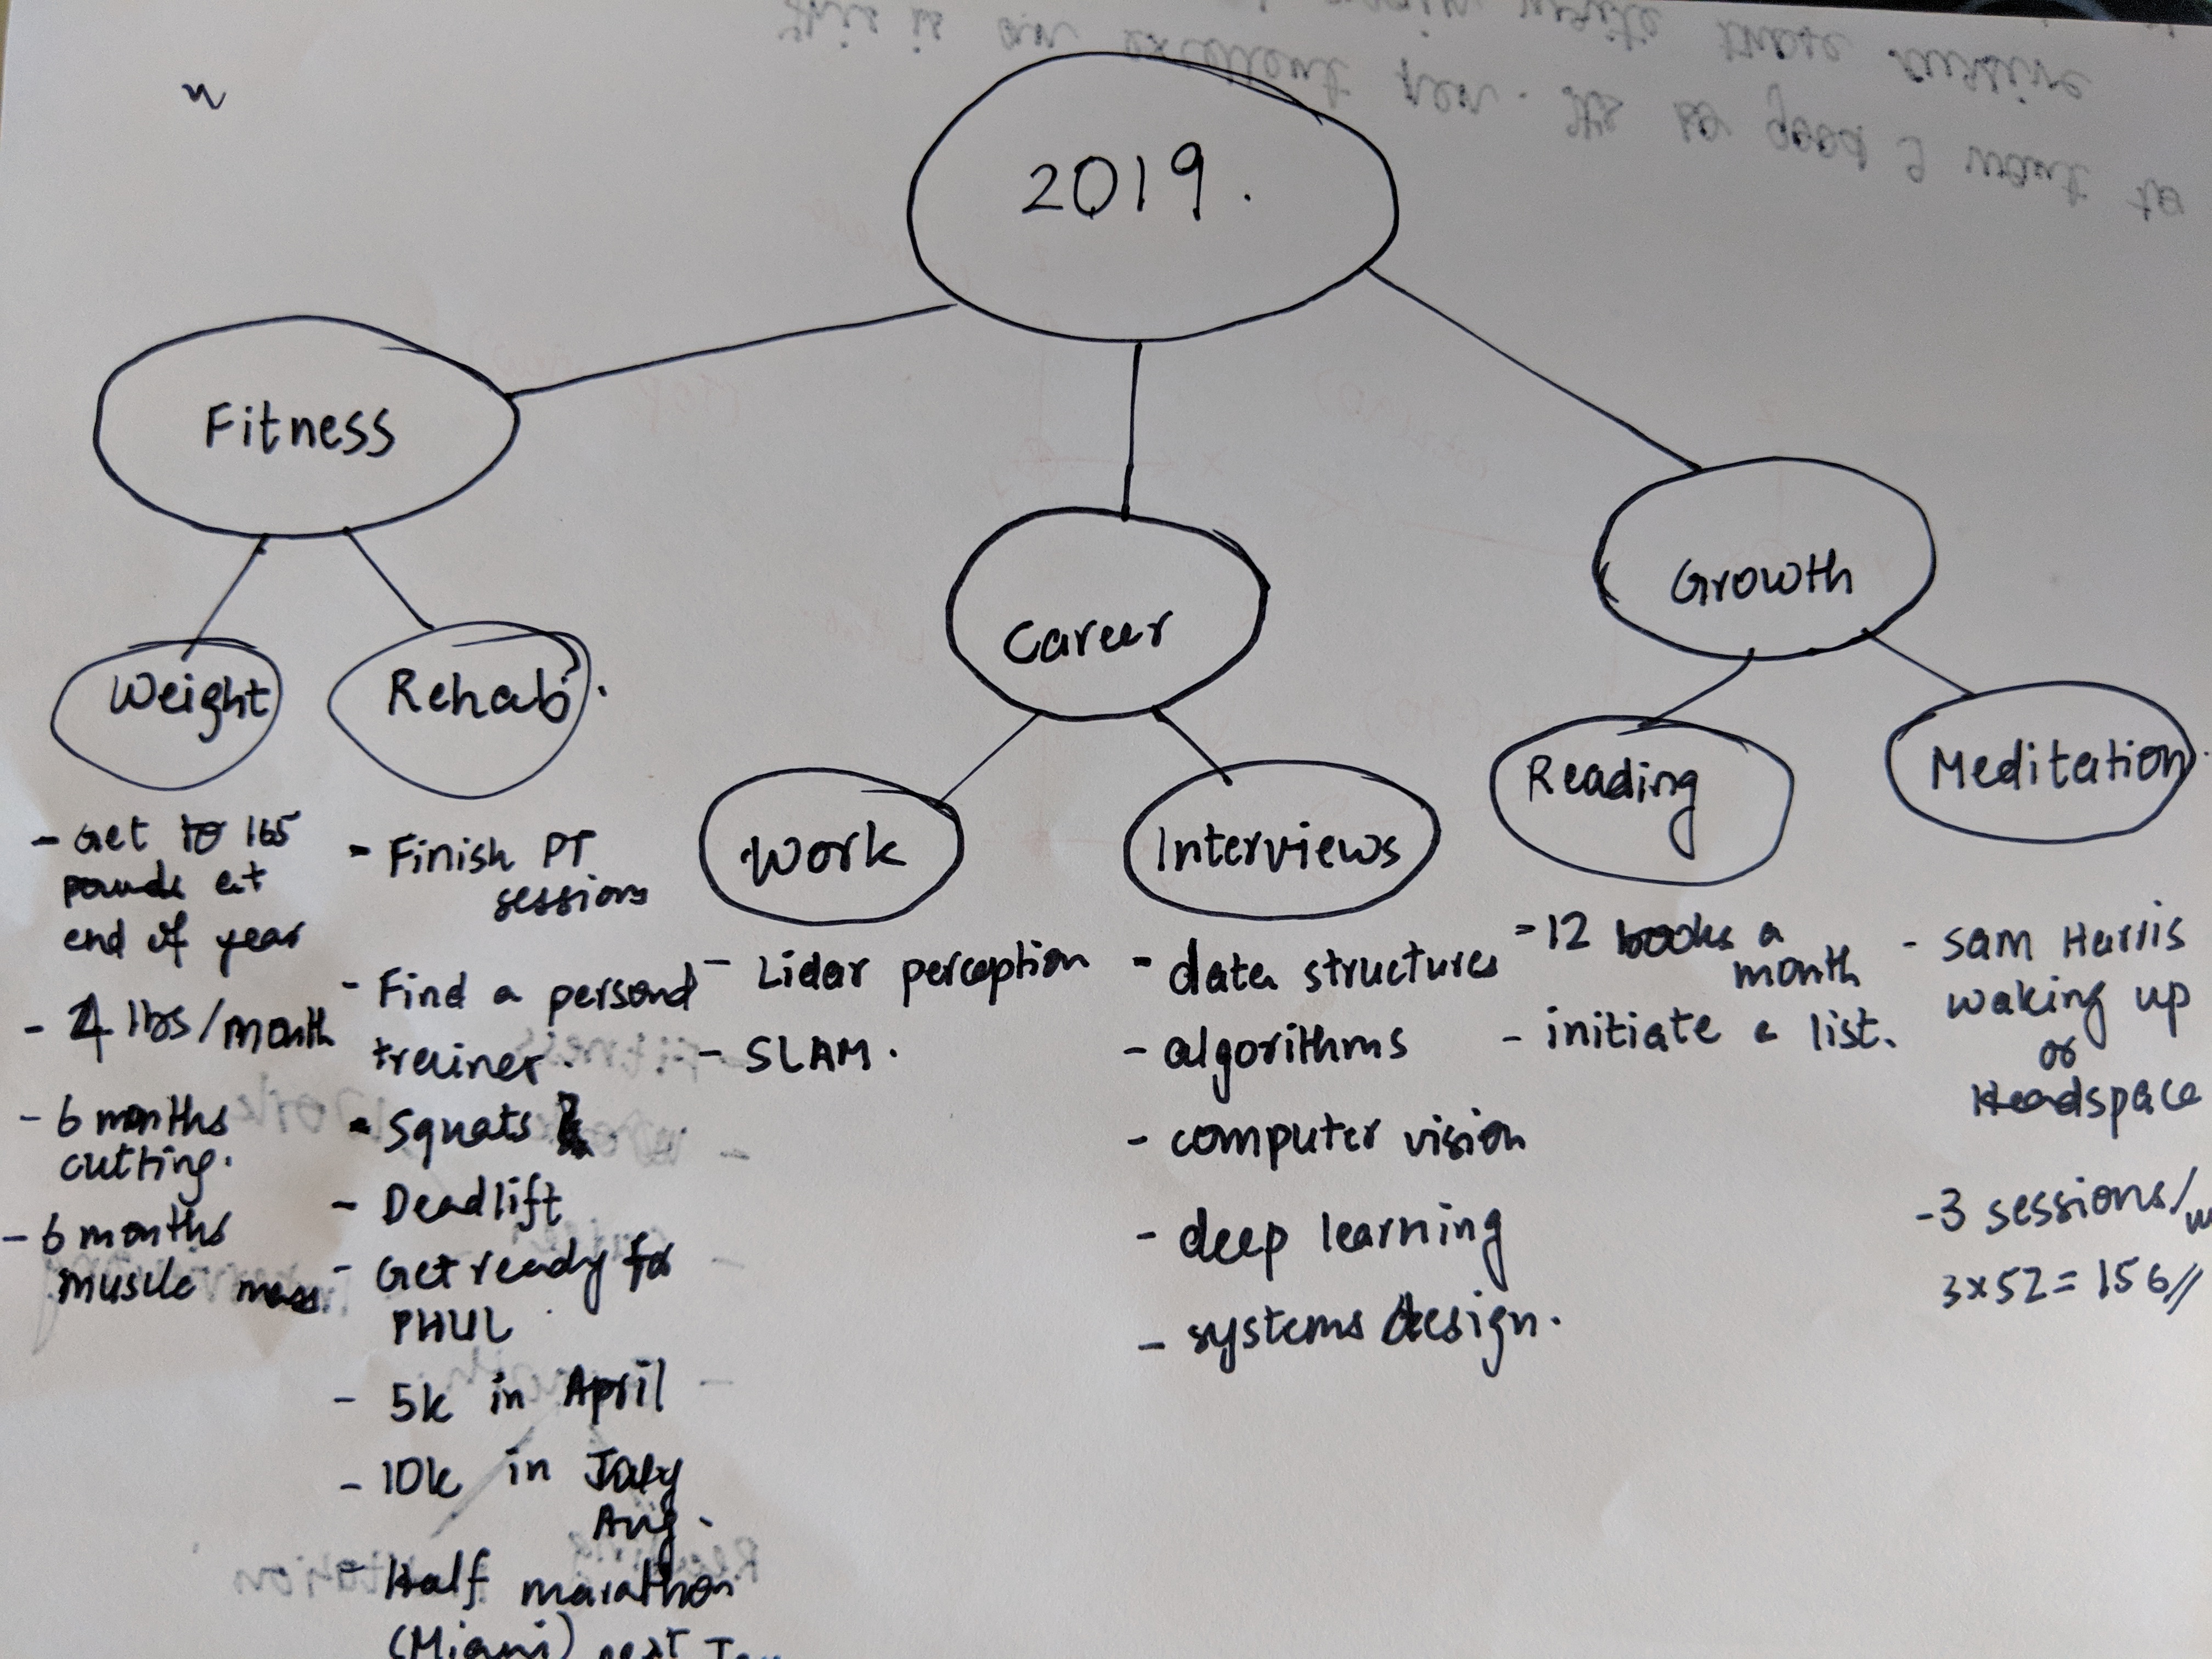 2019.
Fitness
Career
Growth
Weight
Rehab.
Work
Interviews
Reading
Meditation.
- Get to 165
pounds at
end of year
- 4 lbs/month
- 6 months
cutting.
- 6 months
muscle mass.
- Finish PT
sessions
- Find a personal
trainer.
- Squats
- Deadlift
- Get ready for
PHUL
- 5k in April
- 10k in July
Aug.
- Half marathon
(Miami) next Jan
- Lidar perception
- SLAM.
- data structures
- algorithms
- computer vision
- deep learning
- systems design.
- 12 books a
month
- initiate a list.
- Sam Harris
waking up
or
Headspace
- 3 sessions/w
3x52 = 156//